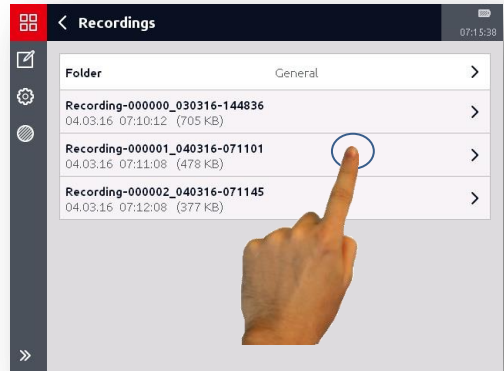 Recordings
07:15:38
Folder General
Recording-000000_030316-144836
04.03.16 07:10:12 (705 KB)
Recording-000001_040316-071101
04.03.16 07:11:08 (478 KB)
Recording-000002_040316-071145
04.03.16 07:12:08 (377 KB)